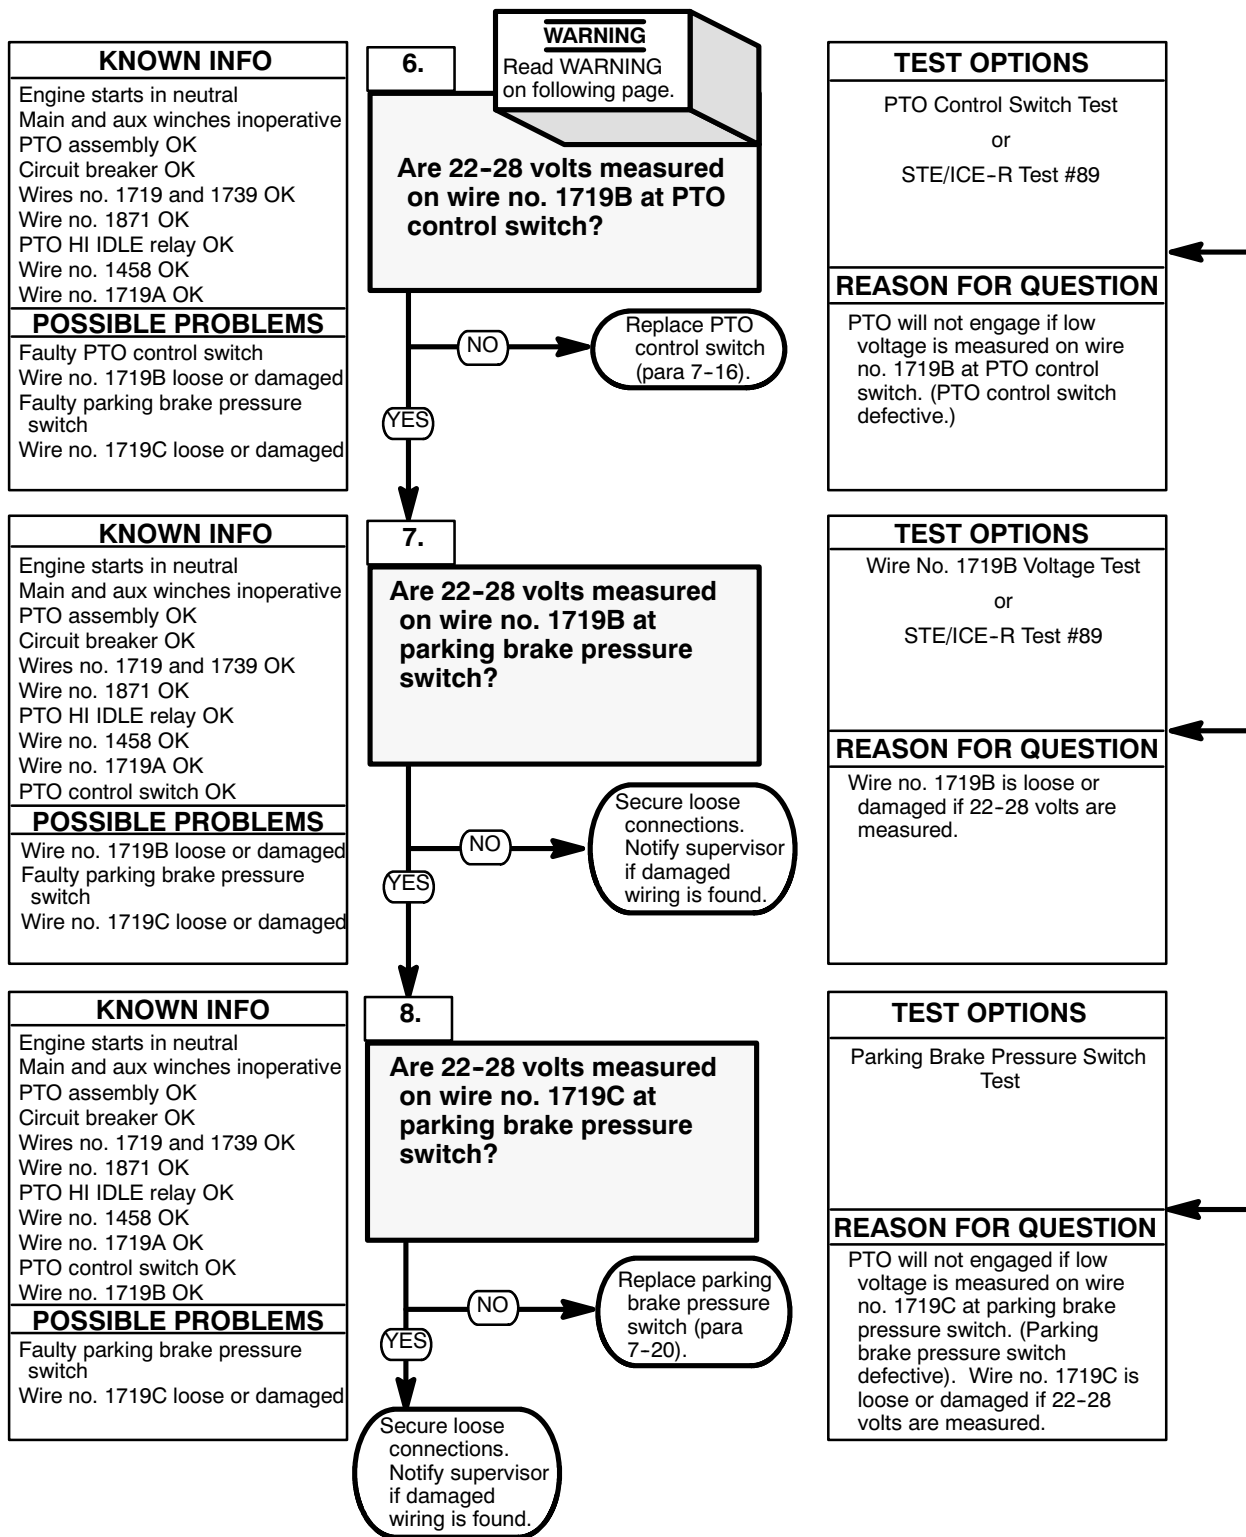 KNOWN INFO
Engine starts in neutral
Main and aux winches inoperative
PTO assembly OK
Circuit breaker OK
Wires no. 1719 and 1739 OK
Wire no. 1871 OK
PTO HI IDLE relay OK
Wire no. 1458 OK
Wire no. 1719A OK
POSSIBLE PROBLEMS
Faulty PTO control switch
Wire no. 1719B loose or damaged
Faulty parking brake pressure
switch
Wire no. 1719C loose or damaged
6.
WARNING
Read WARNING
on following page.
Are 22-28 volts measured
on wire no. 1719B at PTO
control switch?
NO
Replace PTO
control switch
(para 7-16).
YES
TEST OPTIONS
PTO Control Switch Test
or
STE/ICE-R Test #89
REASON FOR QUESTION
PTO will not engage if low
voltage is measured on wire
no. 1719B at PTO control
switch. (PTO control switch
defective.)
KNOWN INFO
Engine starts in neutral
Main and aux winches inoperative
PTO assembly OK
Circuit breaker OK
Wires no. 1719 and 1739 OK
Wire no. 1871 OK
PTO HI IDLE relay OK
Wire no. 1458 OK
Wire no. 1719A OK
PTO control switch OK
POSSIBLE PROBLEMS
Wire no. 1719B loose or damaged
Faulty parking brake pressure
switch
Wire no. 1719C loose or damaged
7.
Are 22-28 volts measured
on wire no. 1719B at
parking brake pressure
switch?
NO
Secure loose
connections.
Notify supervisor
if damaged
wiring is found.
YES
TEST OPTIONS
Wire No. 1719B Voltage Test
or
STE/ICE-R Test #89
REASON FOR QUESTION
Wire no. 1719B is loose or
damaged if 22-28 volts are
measured.
KNOWN INFO
Engine starts in neutral
Main and aux winches inoperative
PTO assembly OK
Circuit breaker OK
Wires no. 1719 and 1739 OK
Wire no. 1871 OK
PTO HI IDLE relay OK
Wire no. 1458 OK
Wire no. 1719A OK
PTO control switch OK
Wire no. 1719B OK
POSSIBLE PROBLEMS
Faulty parking brake pressure
switch
Wire no. 1719C loose or damaged
8.
Are 22-28 volts measured
on wire no. 1719C at
parking brake pressure
switch?
NO
Replace parking
brake pressure
switch (para
7-20).
YES
Secure loose
connections.
Notify supervisor
if damaged
wiring is found.
TEST OPTIONS
Parking Brake Pressure Switch
Test
REASON FOR QUESTION
PTO will not engaged if low
voltage is measured on wire
no. 1719C at parking brake
pressure switch. (Parking
brake pressure switch
defective). Wire no. 1719C is
loose or damaged if 22-28
volts are measured.